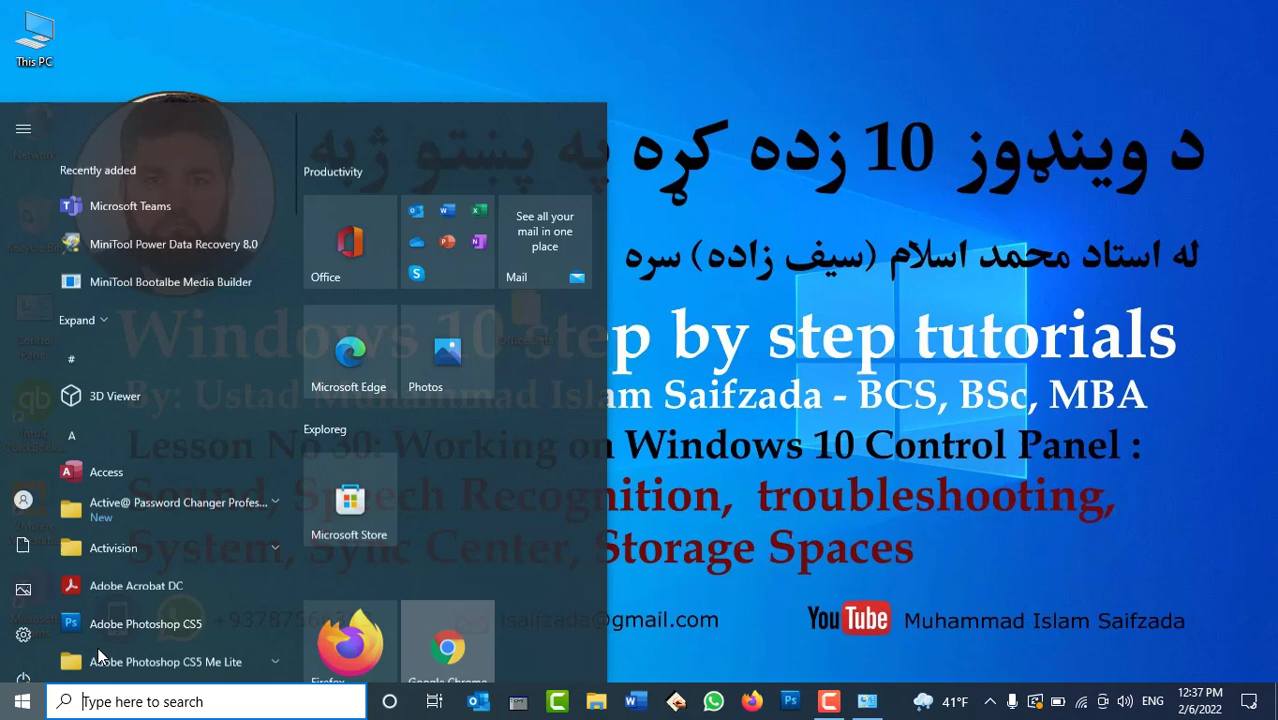 This PC
د وينډوز 10 زده کړه په پښتو ژبه
له استاد محمد اسلام (سيف زاده) سره
Windows 10 step by step tutorials
By: Ustad Muhammad Islam Saifzada - BCS, BSc, MBA
Lesson No 30: Working on Windows 10 Control Panel :
Sound, Speech Recognition, troubleshooting,
System, Sync Center, Storage Spaces
saifzada@gmail.com
YouTube Muhammad Islam Saifzada
Recently added
Microsoft Teams
MiniTool Power Data Recovery 8.0
MiniTool Bootalbe Media Builder
Expand
#
3D Viewer
A
Access
Active@ Password Changer Profes...
New
Activision
Adobe Acrobat DC
Adobe Photoshop CS5
Adobe Photoshop CS5 Me Lite
Productivity
Office
See all your
mail in one
place
Mail
Microsoft Edge
Photos
Exploreg
Microsoft Store
Firefox
Google Chrome
Type here to search
41°F
ENG
12:37 PM
2/6/2022